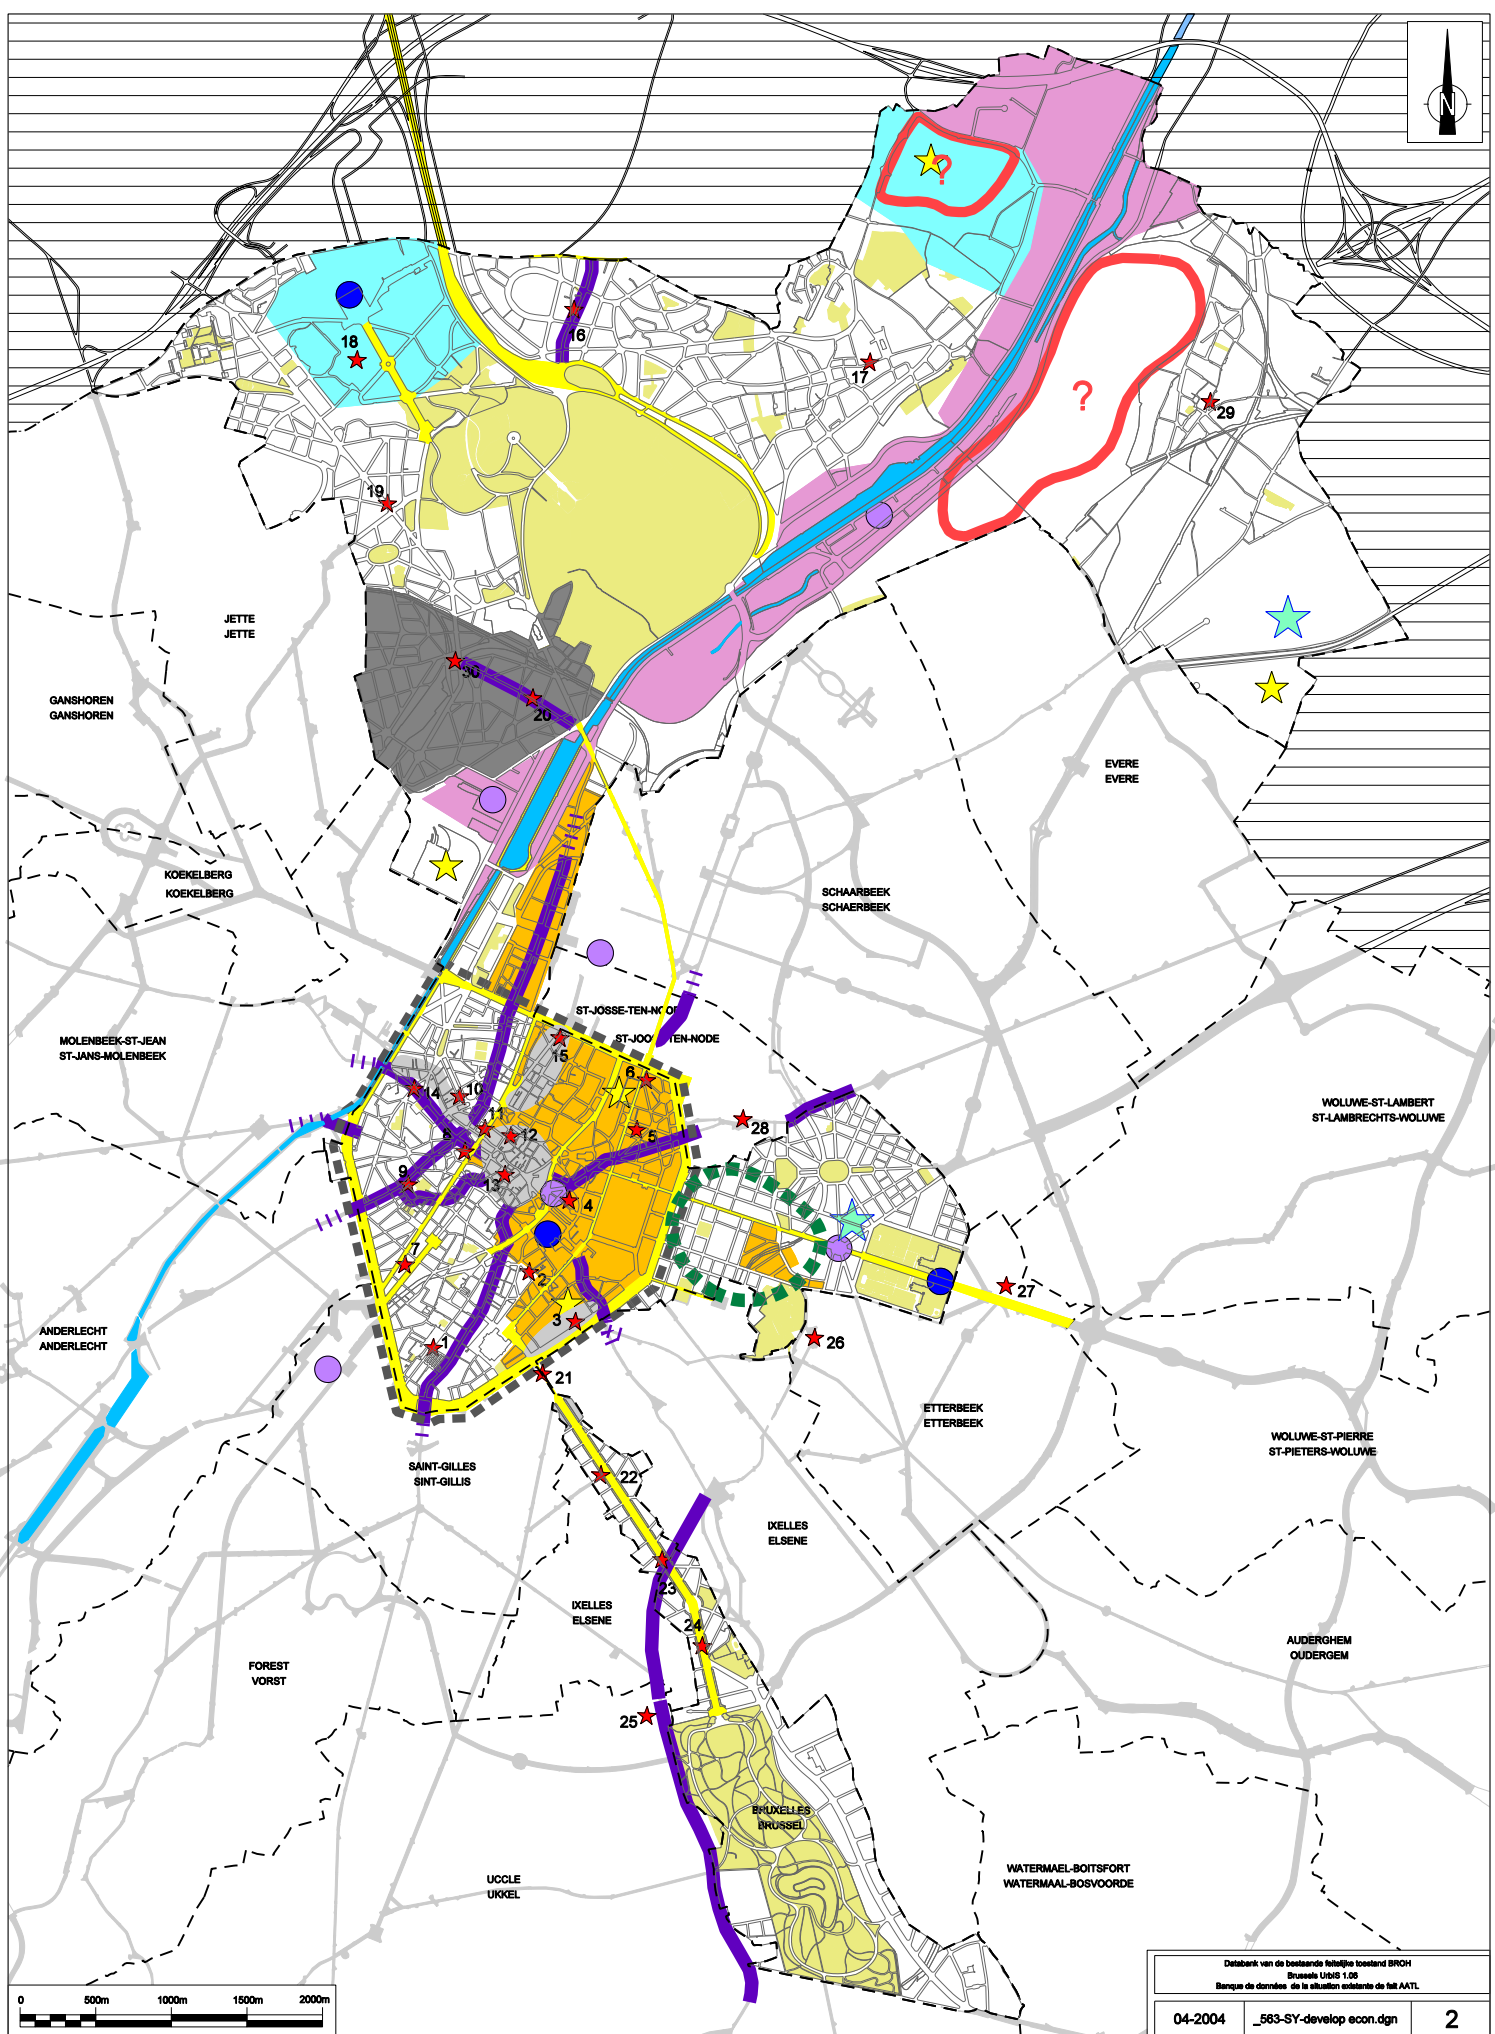 N
?
18
16
17
?
29
19
JETTE
JETTE
30
GANSHOREN
GANSHOREN
20
EVERE
EVERE
KOEKELBERG
KOEKELBERG
SCHAARBEEK
SCHAERBEEK
ST-JOSSE-TEN-NODE
ST-JOOST-TEN-NODE
MOLENBEEK-ST-JEAN
ST-JANS-MOLENBEEK
15
6
14
10
11
28
5
WOLUWE-ST-LAMBERT
ST-LAMBRECHTS-WOLUWE
8
12
9
13
4
7
2
27
3
ANDERLECHT
ANDERLECHT
1
26
21
ETTERBEEK
ETTERBEEK
WOLUWE-ST-PIERRE
ST-PIETERS-WOLUWE
SAINT-GILLES
SINT-GILLIS
22
IXELLES
ELSENE
23
IXELLES
ELSENE
24
AUDERGHEM
OUDERGEM
FOREST
VORST
25
BRUXELLES
BRUSSEL
WATERMAEL-BOITSFORT
WATERMAAL-BOSVOORDE
UCCLE
UKKEL
0 500m 1000m 1500m 2000m
Databank van de bestaande feitelijke toestand BROH
Brussels UrbIS 1.06
Banque de données de la situation existante de fait AATL
04-2004 _563-SY-develop econ.dgn 2